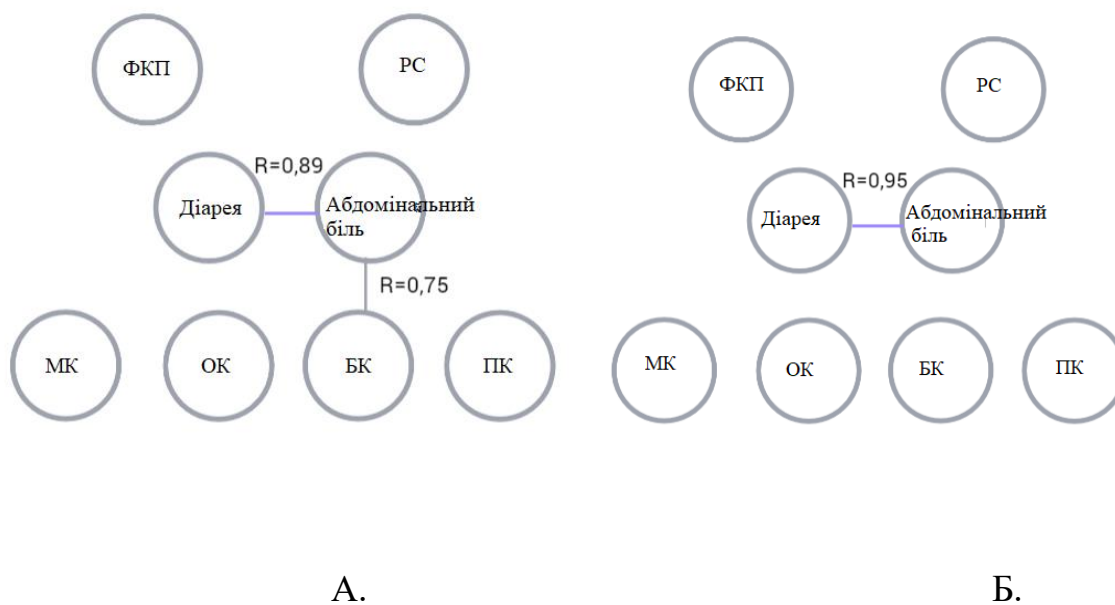 ФКП
РС
R=0,89
Діарея
Абдомінальний
біль
R=0,75
МК
ОК
БК
ПК
А.
ФКП
РС
R=0,95
Діарея
Абдомінальний
біль
МК
ОК
БК
ПК
Б.